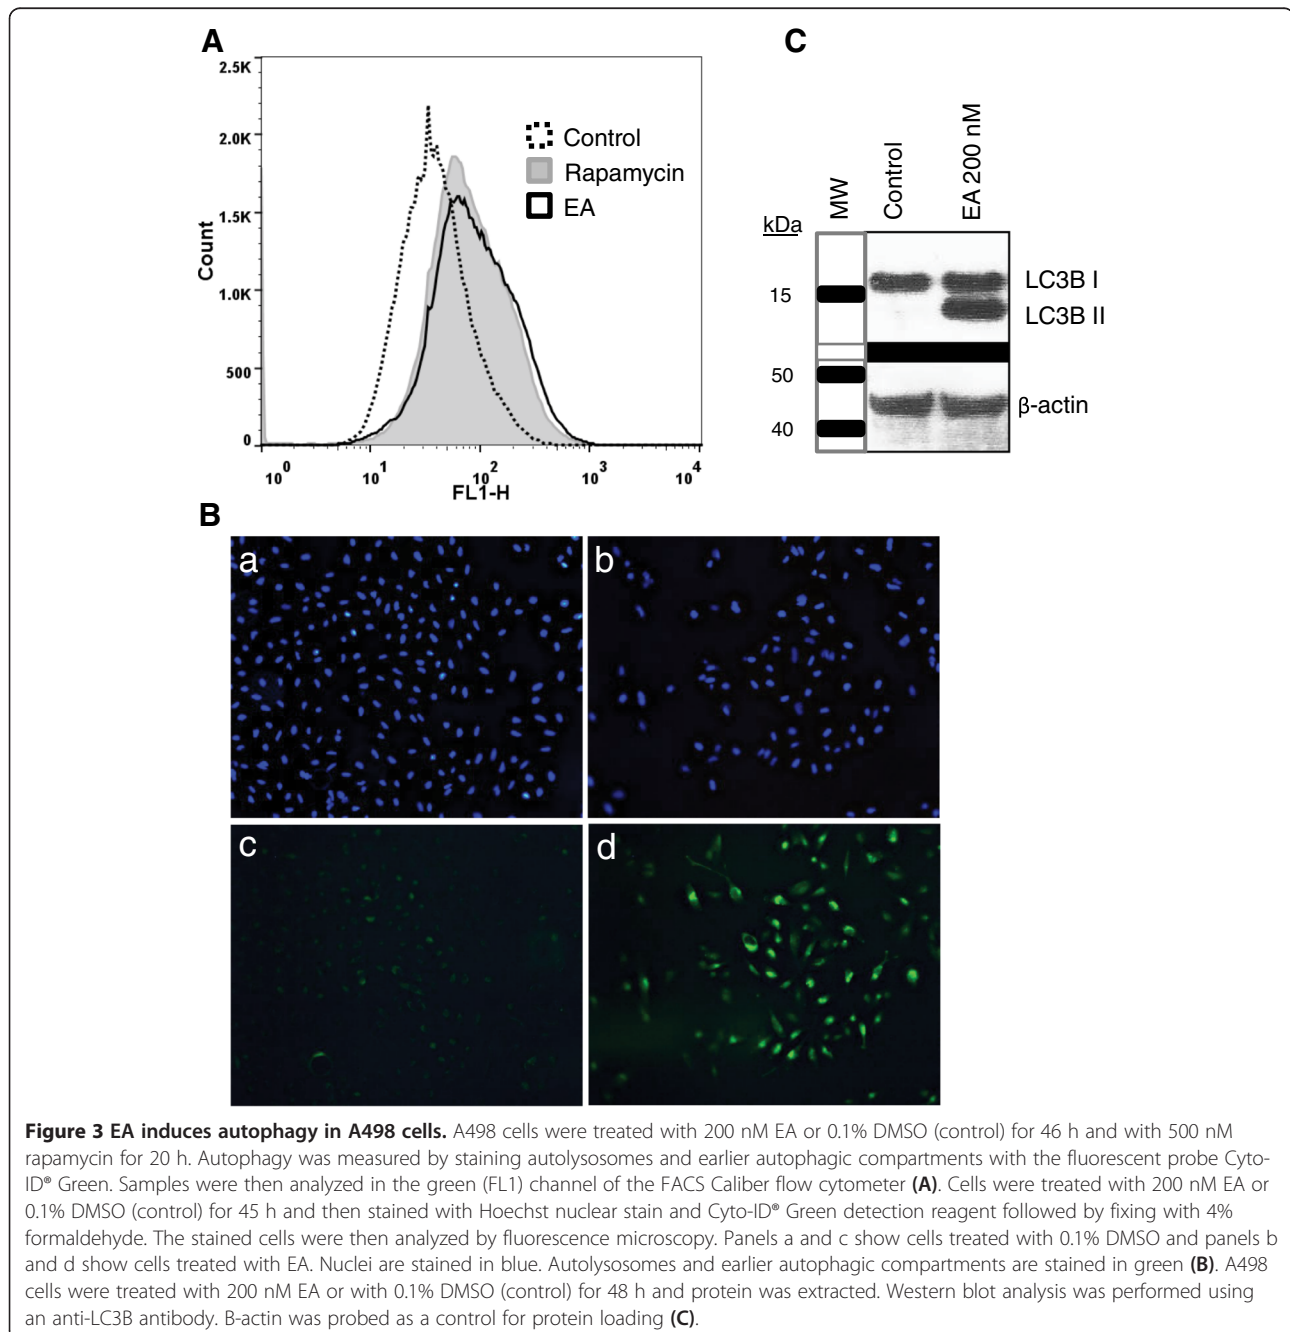 A
2.5K
2.0K
1.5K
1.0K
500
0
Count
10^0 10^1 10^2 10^3 10^4
FL1-H
Control
Rapamycin
EA
C
kDa
MW
Control
EA 200 nM
15
50
40
LC3B I
LC3B II
β-actin
B
a
b
c
d
Figure 3 EA induces autophagy in A498 cells. A498 cells were treated with 200 nM EA or 0.1% DMSO (control) for 46 h and with 500 nM
rapamycin for 20 h. Autophagy was measured by staining autolysosomes and earlier autophagic compartments with the fluorescent probe Cyto-
ID® Green. Samples were then analyzed in the green (FL1) channel of the FACS Caliber flow cytometer (A). Cells were treated with 200 nM EA or
0.1% DMSO (control) for 45 h and then stained with Hoechst nuclear stain and Cyto-ID® Green detection reagent followed by fixing with 4%
formaldehyde. The stained cells were then analyzed by fluorescence microscopy. Panels a and c show cells treated with 0.1% DMSO and panels b
and d show cells treated with EA. Nuclei are stained in blue. Autolysosomes and earlier autophagic compartments are stained in green (B). A498
cells were treated with 200 nM EA or with 0.1% DMSO (control) for 48 h and protein was extracted. Western blot analysis was performed using
an anti-LC3B antibody. B-actin was probed as a control for protein loading (C).